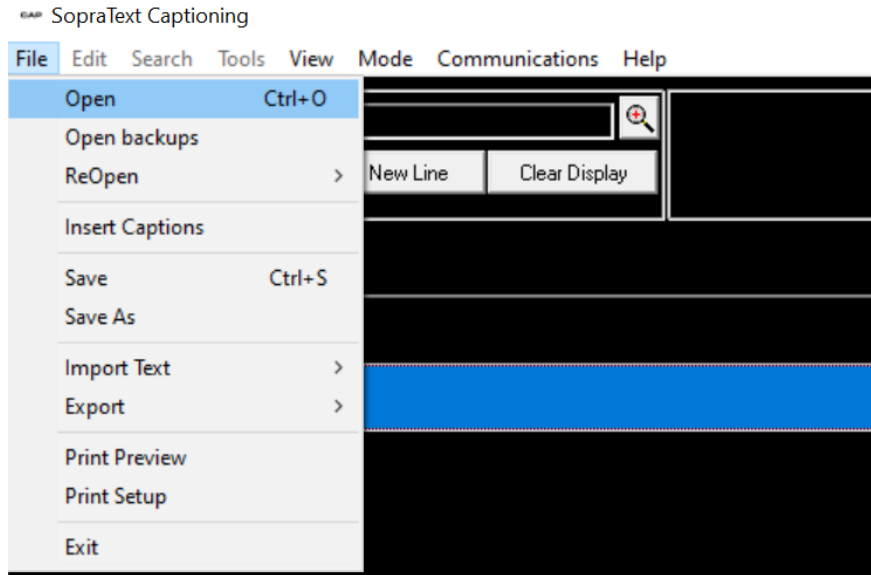 CAP SopraText Captioning
File Edit Search Tools View Mode Communications Help
Open Ctrl+O
Open backups
ReOpen
New Line Clear Display
Insert Captions
Save Ctrl+S
Save As
Import Text
Export
Print Preview
Print Setup
Exit